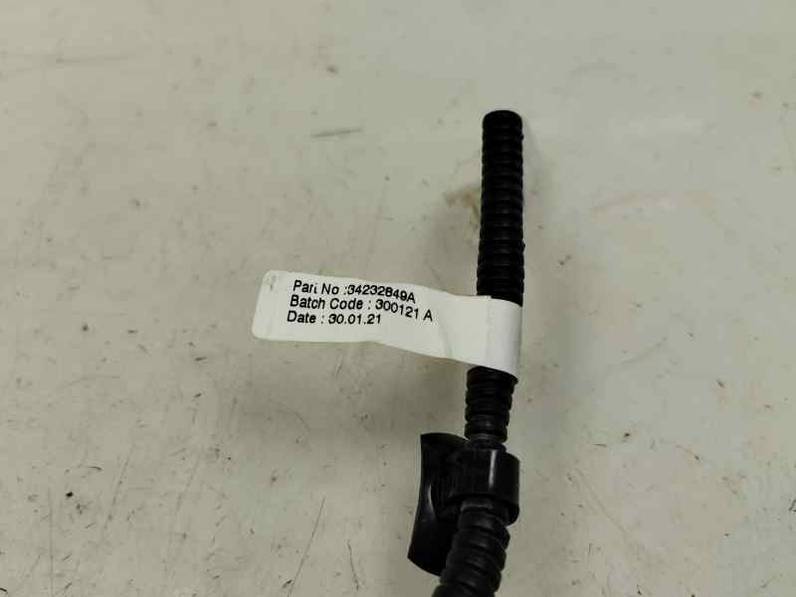 Part No :34232849A
Batch Code : 300121 A
Date : 30.01.21